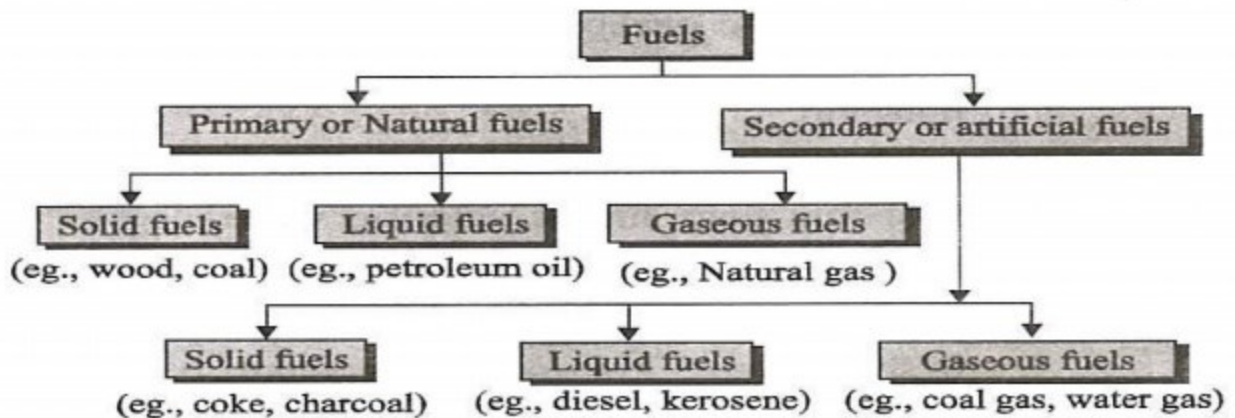 Fuels
Primary or Natural fuels
Secondary or artificial fuels
Solid fuels
Liquid fuels
Gaseous fuels
(eg., wood, coal)
(eg., petroleum oil)
(eg., Natural gas )
Solid fuels
Liquid fuels
Gaseous fuels
(eg., coke, charcoal)
(eg., diesel, kerosene)
(eg., coal gas, water gas)